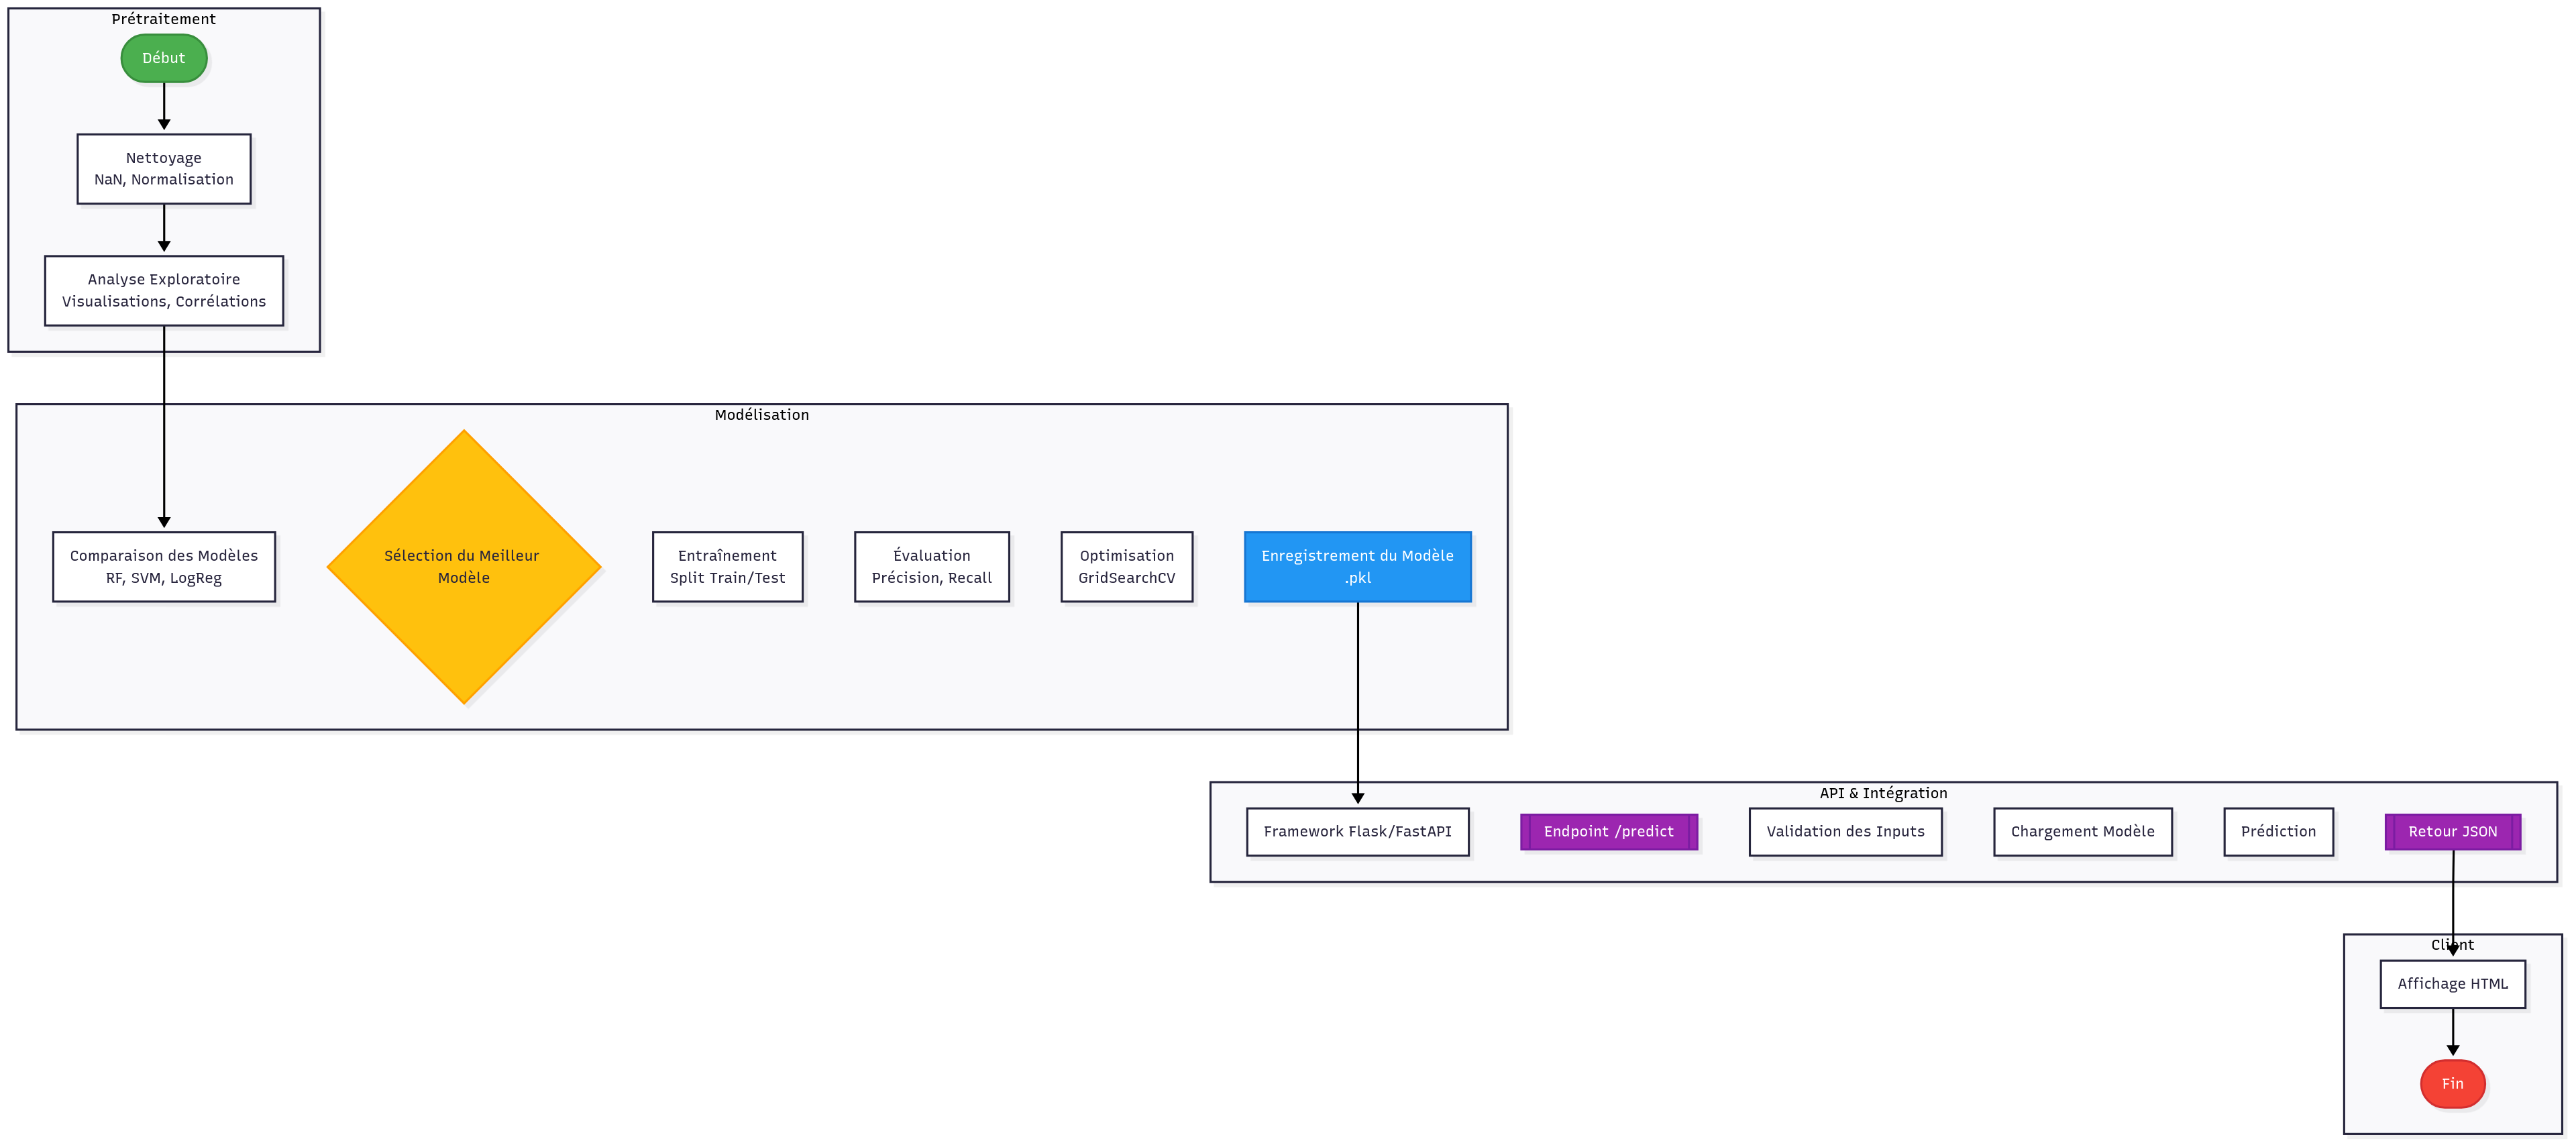 Prétraitement
Début
Nettoyage
NaN, Normalisation
Analyse Exploratoire
Visualisations, Corrélations
Modélisation
Comparaison des Modèles
RF, SVM, LogReg
Sélection du Meilleur
Modèle
Entraînement
Split Train/Test
Évaluation
Précision, Recall
Optimisation
GridSearchCV
Enregistrement du Modèle
.pkl
API & Intégration
Framework Flask/FastAPI
Endpoint /predict
Validation des Inputs
Chargement Modèle
Prédiction
Retour JSON
Client
Affichage HTML
Fin